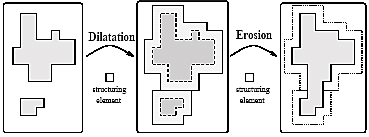 Dilatation
Erosion
structuring
element
structuring
element